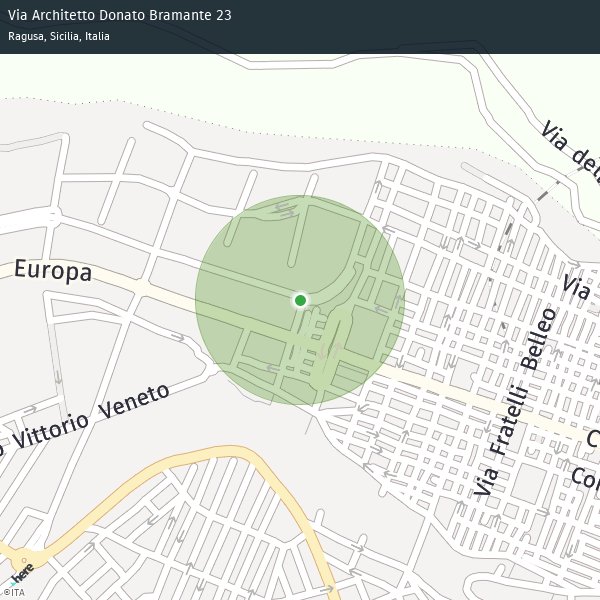 Via Architetto Donato Bramante 23
Ragusa, Sicilia, Italia
Via dell
Europa
Via
Via Fratelli Belleo
Vittorio Veneto
here
©ITA